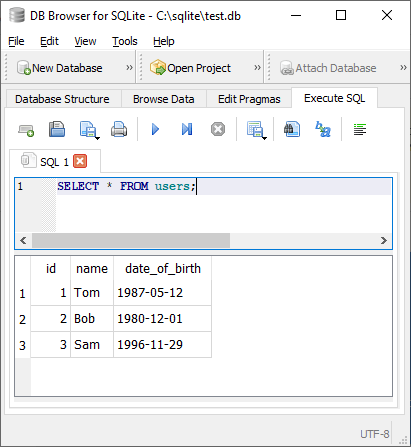 DB Browser for SQLite - C:\sqlite\test.db
File Edit View Tools Help
New Database » Open Project » Attach Database »
Database Structure Browse Data Edit Pragmas Execute SQL
SQL 1
1 SELECT * FROM users;
id name date_of_birth
1 1 Tom 1987-05-12
2 2 Bob 1980-12-01
3 3 Sam 1996-11-29
UTF-8